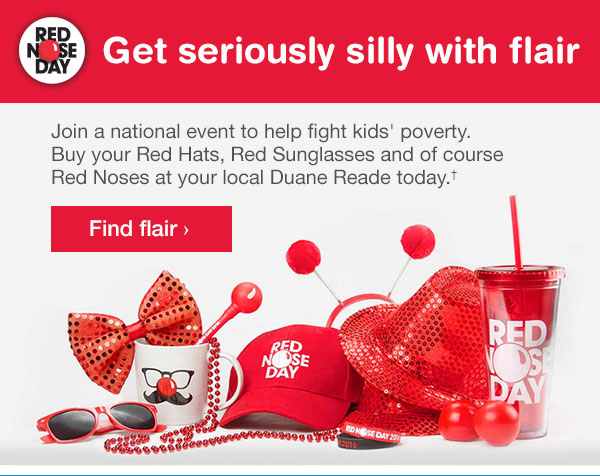 RED
NOSE
DAY
Get seriously silly with flair
Join a national event to help fight kids' poverty.
Buy your Red Hats, Red Sunglasses and of course
Red Noses at your local Duane Reade today.†
Find flair ›
RED
NOSE
DAY
RED
NOSE
DAY
RED NOSE DAY 201
2016